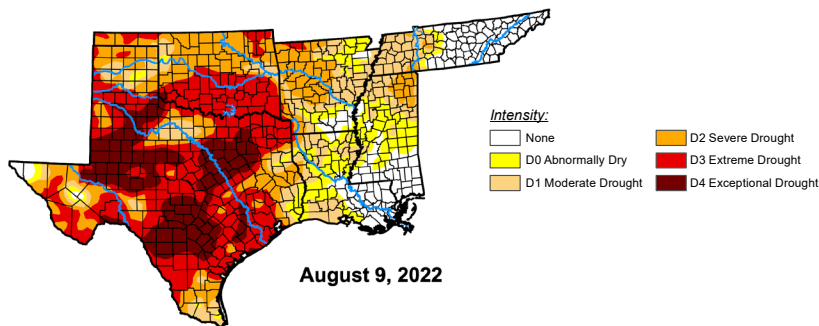 Intensity:
None
D0 Abnormally Dry
D1 Moderate Drought
D2 Severe Drought
D3 Extreme Drought
D4 Exceptional Drought
August 9, 2022